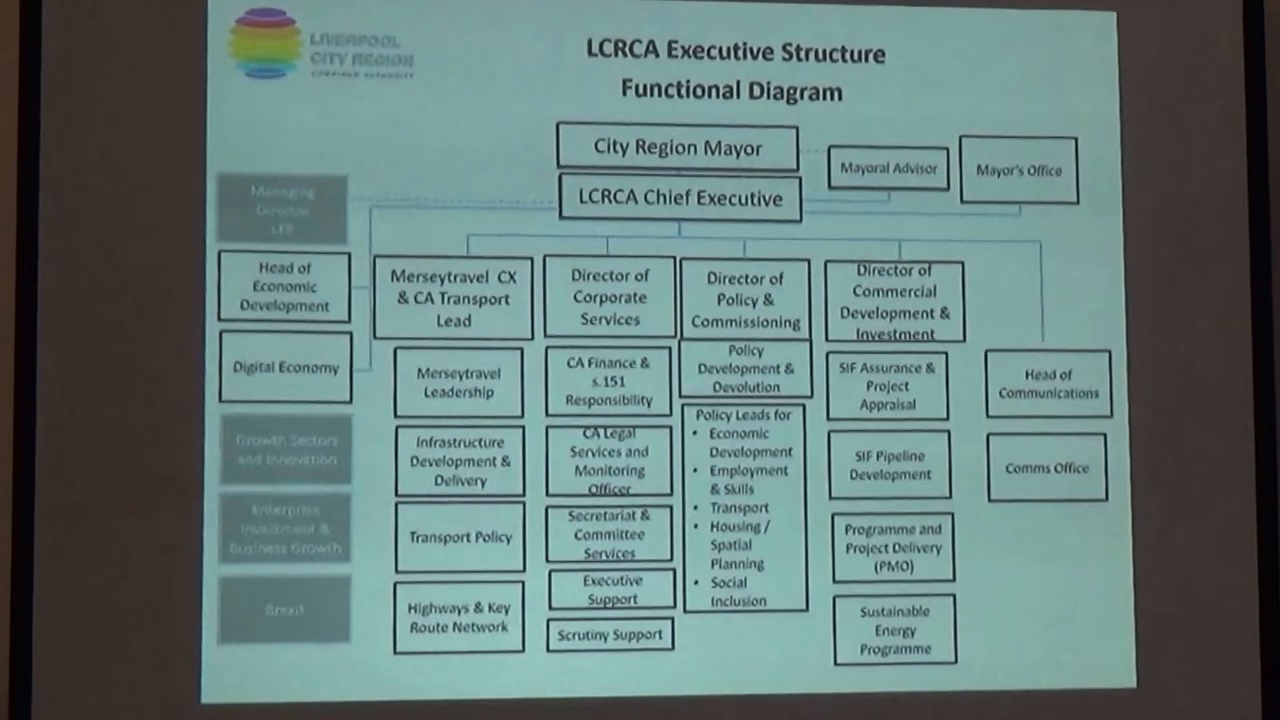 LIVERPOOL
CITY REGION
COMBINED AUTHORITY
LCRCA Executive Structure
Functional Diagram
City Region Mayor
LCRCA Chief Executive
Mayoral Advisor
Mayor's Office
Managing
Director
LEP
Head of
Economic
Development
Digital Economy
Growth Sectors
and Innovation
Enterprise
Investment &
Business Growth
Brexit
Merseytravel CX
& CA Transport
Lead
Merseytravel
Leadership
Infrastructure
Development &
Delivery
Transport Policy
Highways & Key
Route Network
Director of
Corporate
Services
CA Finance &
s.151
Responsibility
CA Legal
Services and
Monitoring
Officer
Secretariat &
Committee
Services
Executive
Support
Scrutiny Support
Director of
Policy &
Commissioning
Policy
Development &
Devolution
Policy Leads for
• Economic
Development
• Employment
& Skills
• Transport
• Housing /
Spatial
Planning
• Social
Inclusion
Director of
Commercial
Development &
Investment
SIF Assurance &
Project
Appraisal
SIF Pipeline
Development
Programme and
Project Delivery
(PMO)
Sustainable
Energy
Programme
Head of
Communications
Comms Office